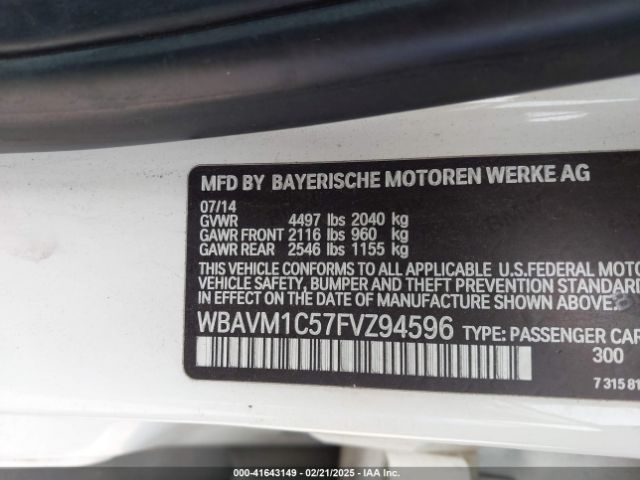 MFD BY BAYERISCHE MOTOREN WERKE AG
07/14
GVWR 4497 lbs 2040 kg
GAWR FRONT 2116 lbs 960 kg
GAWR REAR 2546 lbs 1155 kg
THIS VEHICLE CONFORMS TO ALL APPLICABLE U.S.FEDERAL MOTO
VEHICLE SAFETY, BUMPER AND THEFT PREVENTION STANDARD
IN EFFECT ON THE DATE OF MANUFACTURE SHOWN
WBAVM1C57FVZ94596 TYPE: PASSENGER CAR
300
7 315 81
000-41643149 - 02/21/2025 - IAA Inc.